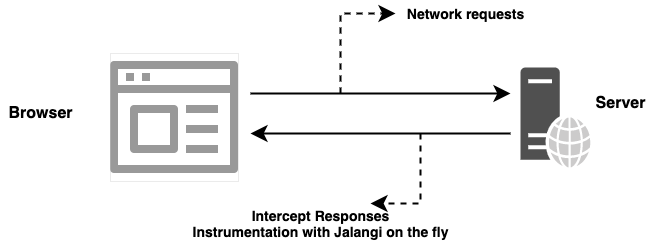 Network requests
Browser
Server
Intercept Responses
Instrumentation with Jalangi on the fly